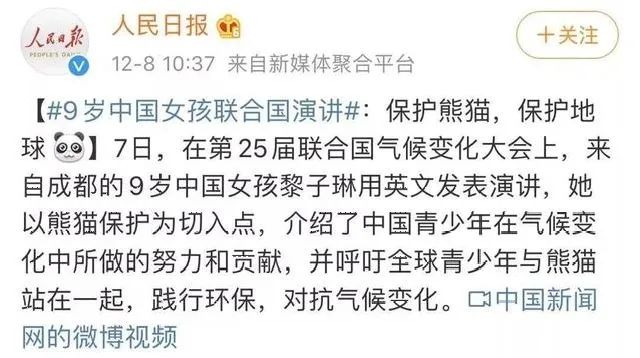 人民日报
PEOPLE'S DAILY
人民日报
+关注
12-8 10:37 来自新媒体聚合平台
【#9岁中国女孩联合国演讲#：保护熊猫，保护地
球🐼】7日，在第25届联合国气候变化大会上，来
自成都的9岁中国女孩黎子琳用英文发表演讲，她
以熊猫保护为切入点，介绍了中国青少年在气候变
化中所做的努力和贡献，并呼吁全球青少年与熊猫
站在一起，践行环保，对抗气候变化。中国新闻
网的微博视频